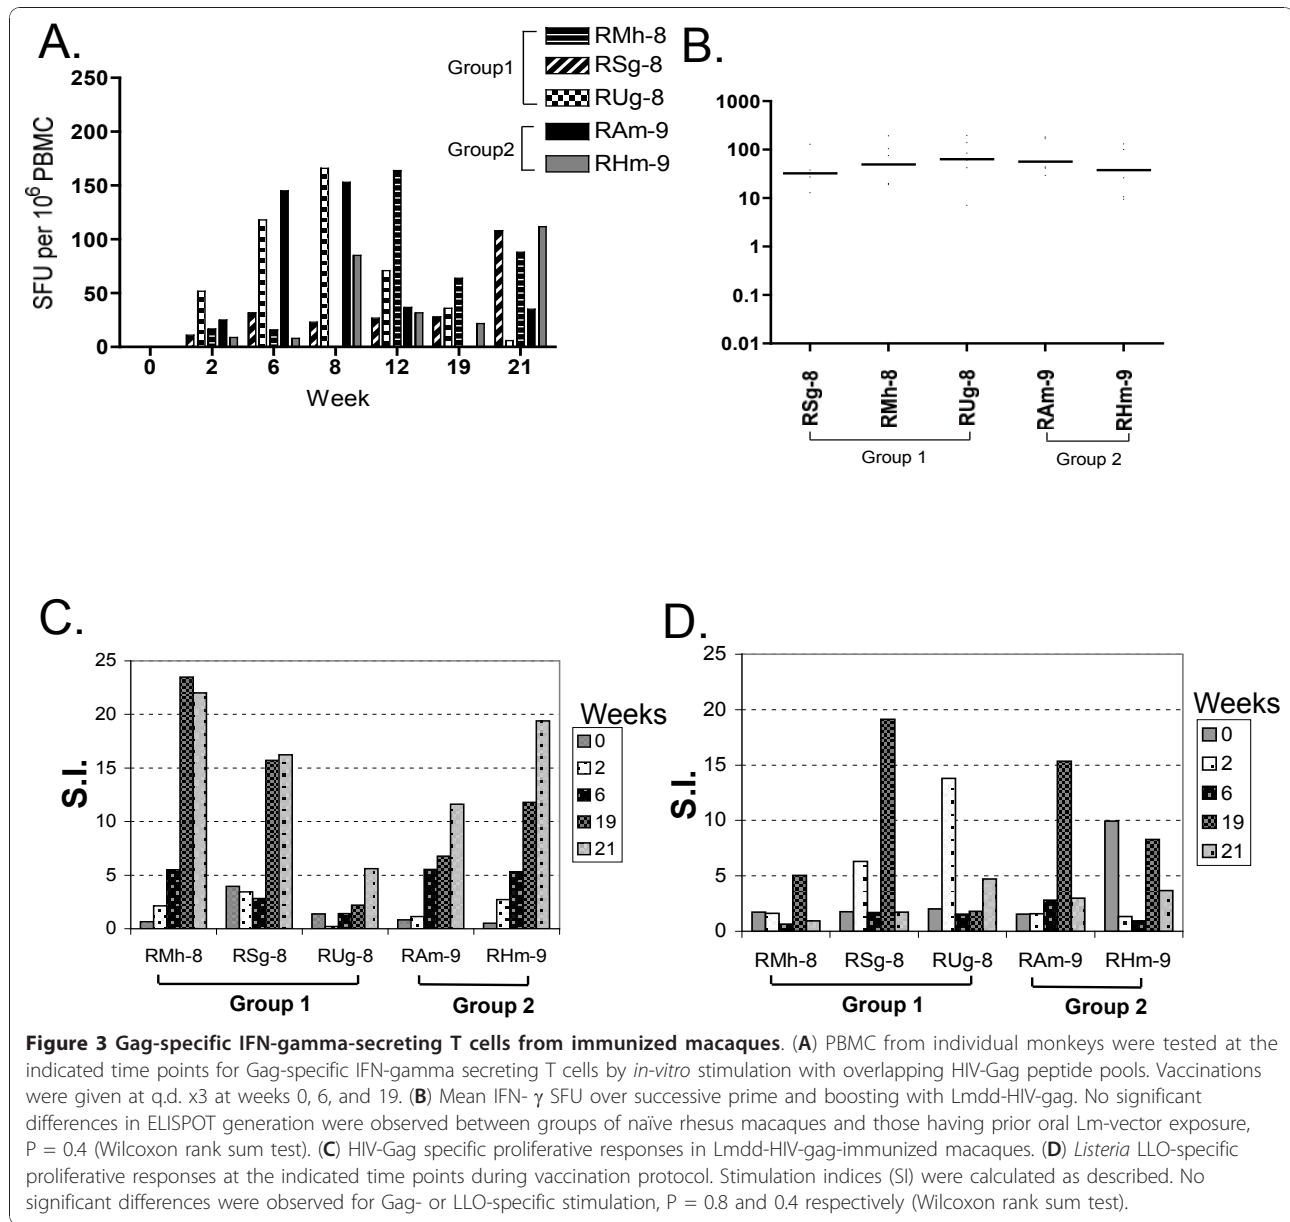 A.
RMh-8
RSg-8
RUg-8
Group1
RAm-9
RHm-9
Group2
250
200
150
100
50
0
SFU per 10⁶ PBMC
0 2 6 8 12 19 21
Week
B.
1000
100
10
1
0.1
0.01
RSg-8 RMh-8 RUg-8 RAm-9 RHm-9
Group 1 Group 2
C.
25
20
15
10
5
0
S.I.
RMh-8 RSg-8 RUg-8 RAm-9 RHm-9
Group 1 Group 2
Weeks
0
2
6
19
21
D.
25
20
15
10
5
0
S.I.
RMh-8 RSg-8 RUg-8 RAm-9 RHm-9
Group 1 Group 2
Weeks
0
2
6
19
21
Figure 3 Gag-specific IFN-gamma-secreting T cells from immunized macaques. (A) PBMC from individual monkeys were tested at the
indicated time points for Gag-specific IFN-gamma secreting T cells by in-vitro stimulation with overlapping HIV-Gag peptide pools. Vaccinations
were given at q.d. x3 at weeks 0, 6, and 19. (B) Mean IFN- γ SFU over successive prime and boosting with Lmdd-HIV-gag. No significant
differences in ELISPOT generation were observed between groups of naïve rhesus macaques and those having prior oral Lm-vector exposure,
P = 0.4 (Wilcoxon rank sum test). (C) HIV-Gag specific proliferative responses in Lmdd-HIV-gag-immunized macaques. (D) Listeria LLO-specific
proliferative responses at the indicated time points during vaccination protocol. Stimulation indices (SI) were calculated as described. No
significant differences were observed for Gag- or LLO-specific stimulation, P = 0.8 and 0.4 respectively (Wilcoxon rank sum test).